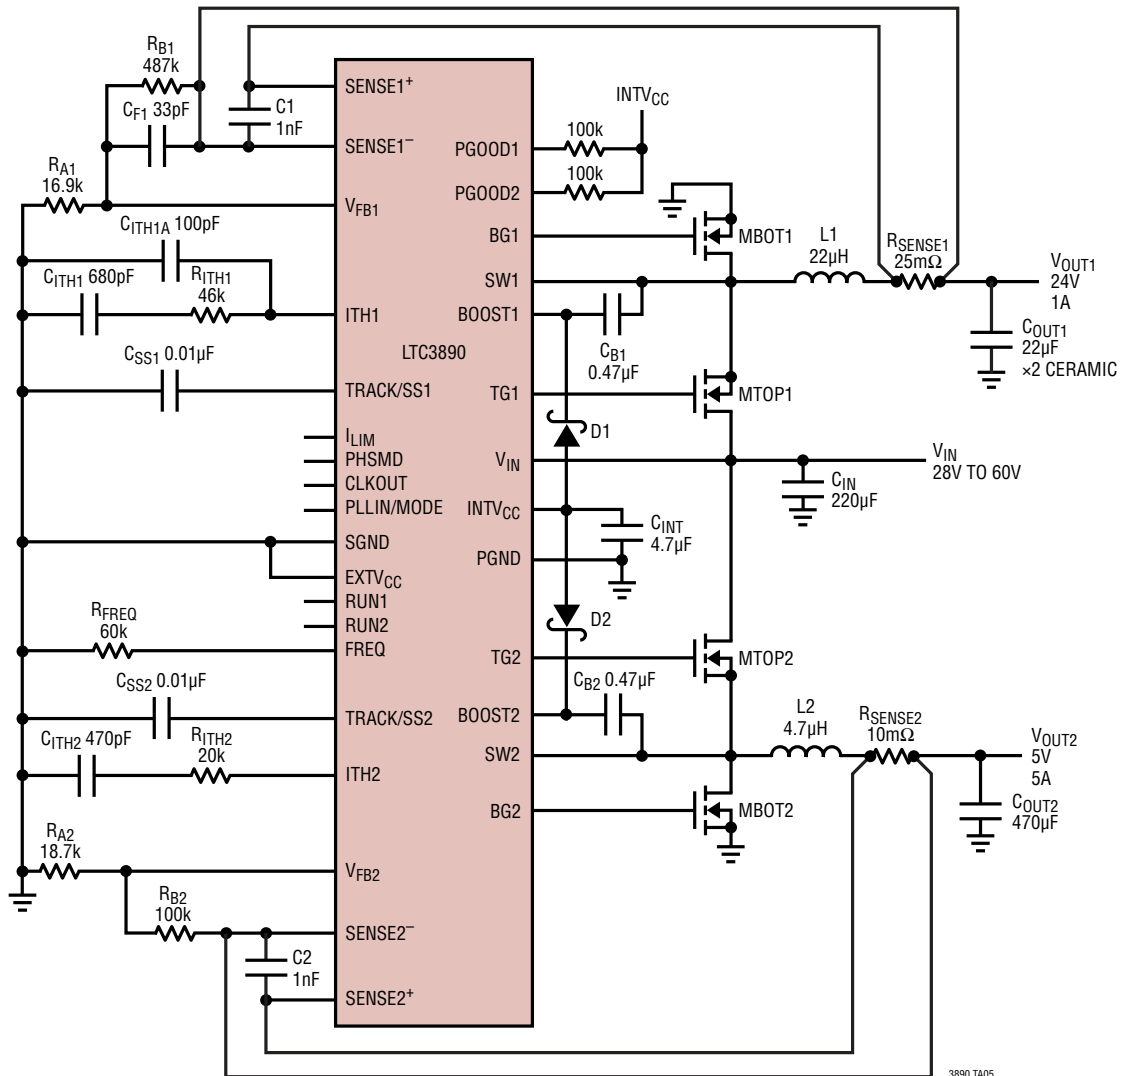 RB1
487k
CF1 33pF
C1
1nF
RA1
16.9k
CITH1A 100pF
CITH1 680pF
RITH1
46k
CSS1 0.01µF
RFREQ
60k
CSS2 0.01µF
CITH2 470pF
RITH2
20k
RA2
18.7k
RB2
100k
C2
1nF
SENSE1+
SENSE1–
VFB1
ITH1
LTC3890
TRACK/SS1
ILIM
PHSMD
CLKOUT
PLLIN/MODE
SGND
EXTVCC
RUN1
RUN2
FREQ
TRACK/SS2
ITH2
VFB2
SENSE2–
SENSE2+
PGOOD1
PGOOD2
BG1
SW1
BOOST1
TG1
VIN
INTVCC
PGND
TG2
BOOST2
SW2
BG2
INTVCC
100k
100k
MBOT1
L1
22µH
RSENSE1
25mΩ
VOUT1
24V
1A
COUT1
22µF
×2 CERAMIC
CB1
0.47µF
MTOP1
D1
VIN
28V TO 60V
CIN
220µF
CINT
4.7µF
D2
MTOP2
CB2 0.47µF
L2
4.7µH
RSENSE2
10mΩ
VOUT2
5V
5A
COUT2
470µF
MBOT2
3890 TA05